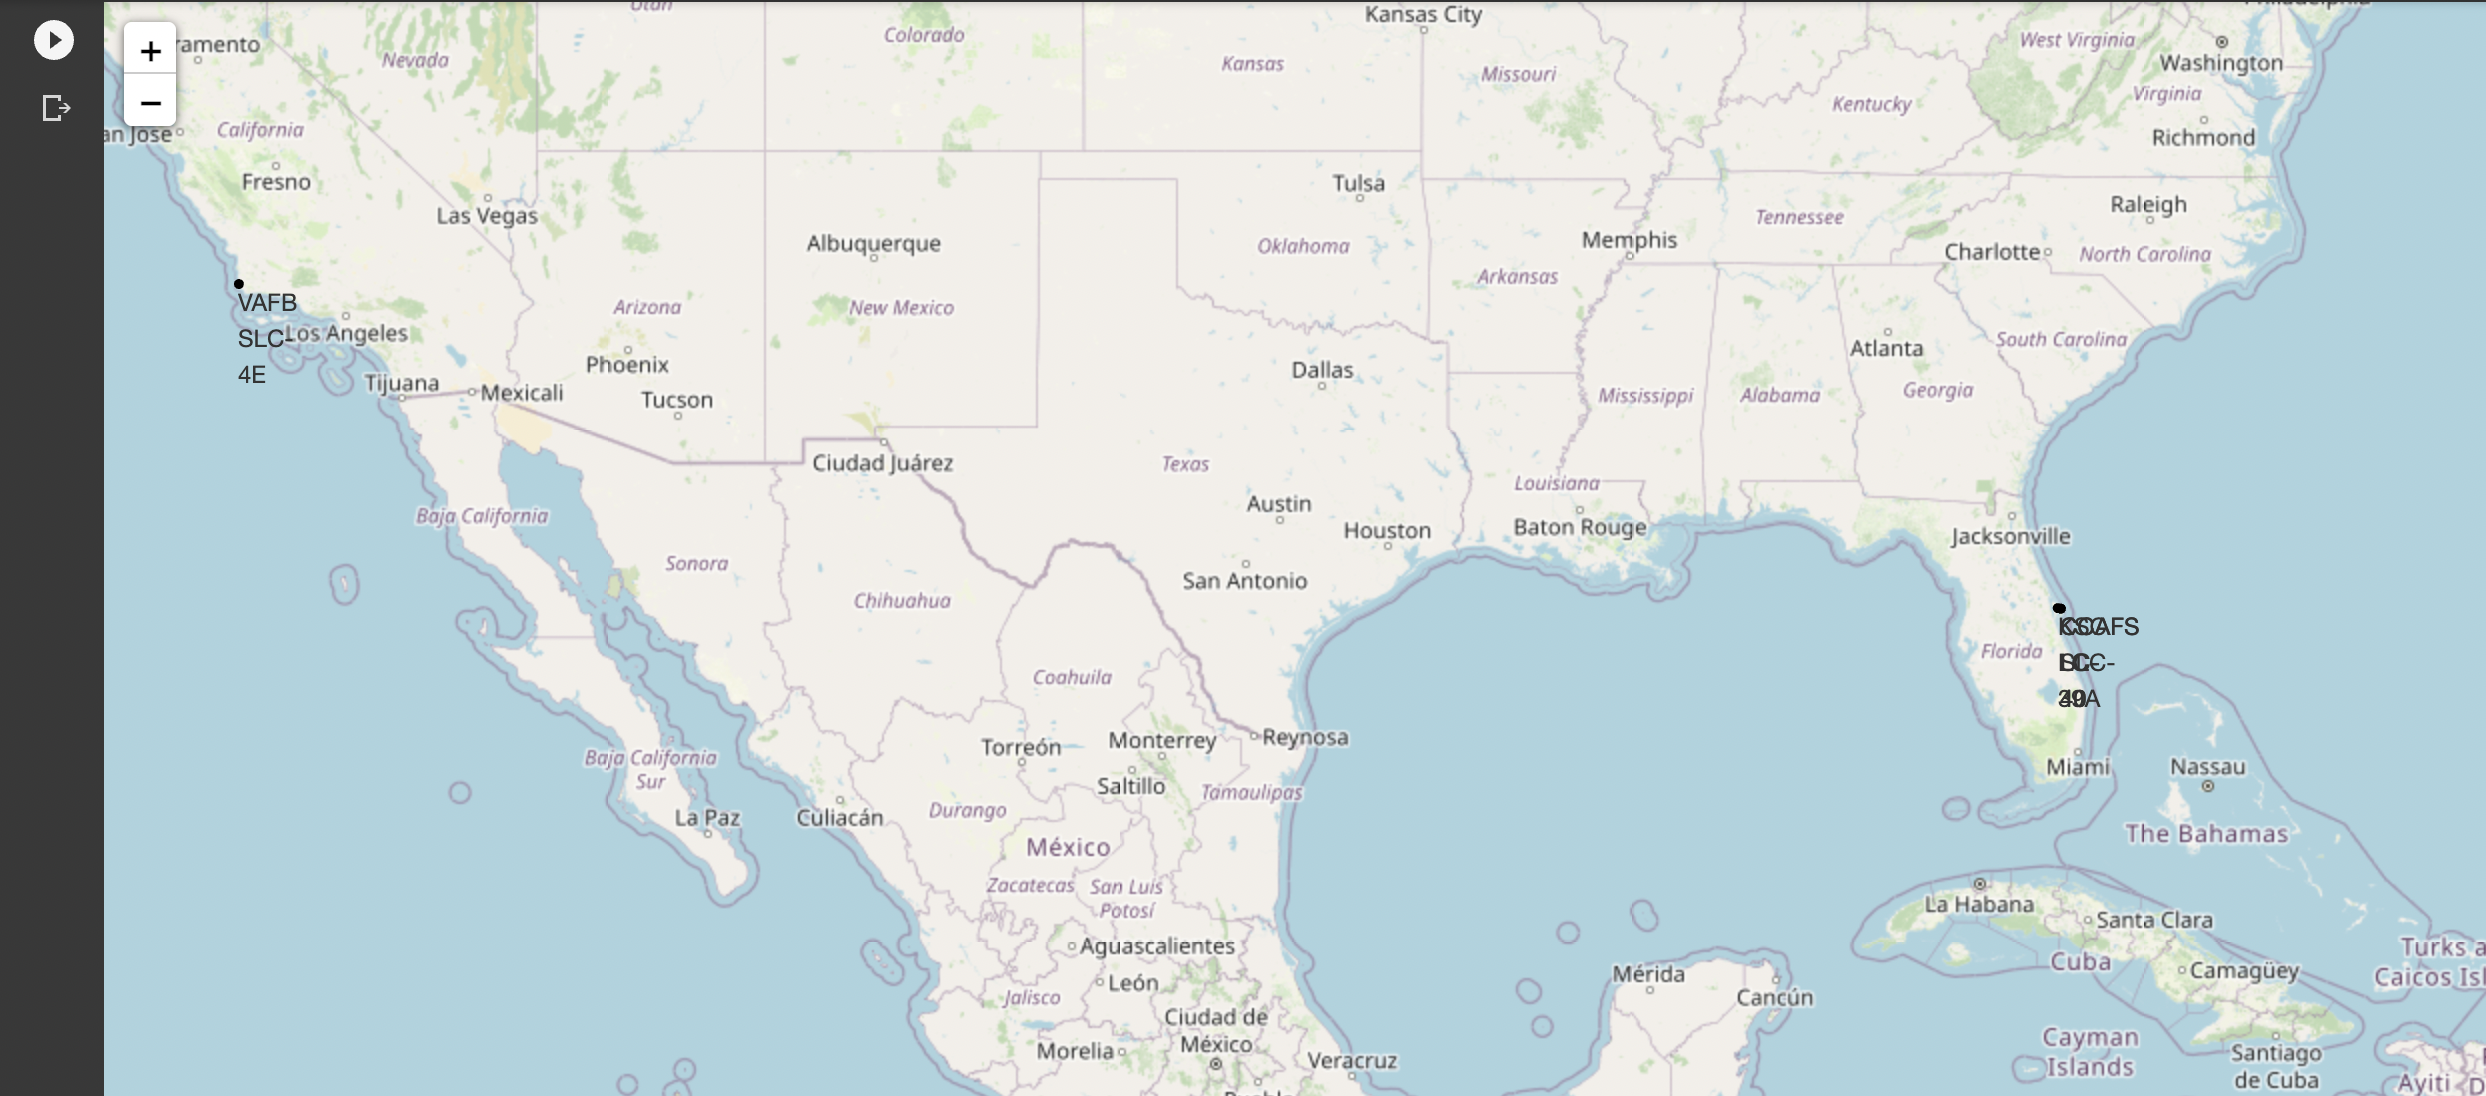 Utah
Kansas City
+
ramento
Nevada
Colorado
Kansas
Missouri
West Virginia
Washington
−
an Jose
California
Kentucky
Virginia
Richmond
Fresno
Las Vegas
Tulsa
Tennessee
Raleigh
Albuquerque
Oklahoma
Memphis
Charlotte
North Carolina
Arkansas
VAFB
SLC-
4E
Los Angeles
Arizona
New Mexico
Atlanta
South Carolina
Phoenix
Dallas
Tijuana
Mexicali
Tucson
Mississippi
Alabama
Georgia
Ciudad Juárez
Texas
Louisiana
Baja California
Austin
Houston
Baton Rouge
Jacksonville
Sonora
San Antonio
Chihuahua
Florida
Coahuila
Torreón
Monterrey
Reynosa
Baja California
Sur
Saltillo
Tamaulipas
Miami
Nassau
La Paz
Culiacán
Durango
The Bahamas
México
Zacatecas
San Luis
Potosí
La Habana
Santa Clara
Aguascalientes
Turks a
Caicos Isl
Cuba
Camagüey
León
Mérida
Jalisco
Cancún
Ciudad de
México
Cayman
Islands
Morelia
Veracruz
Santiago
de Cuba
Ayiti